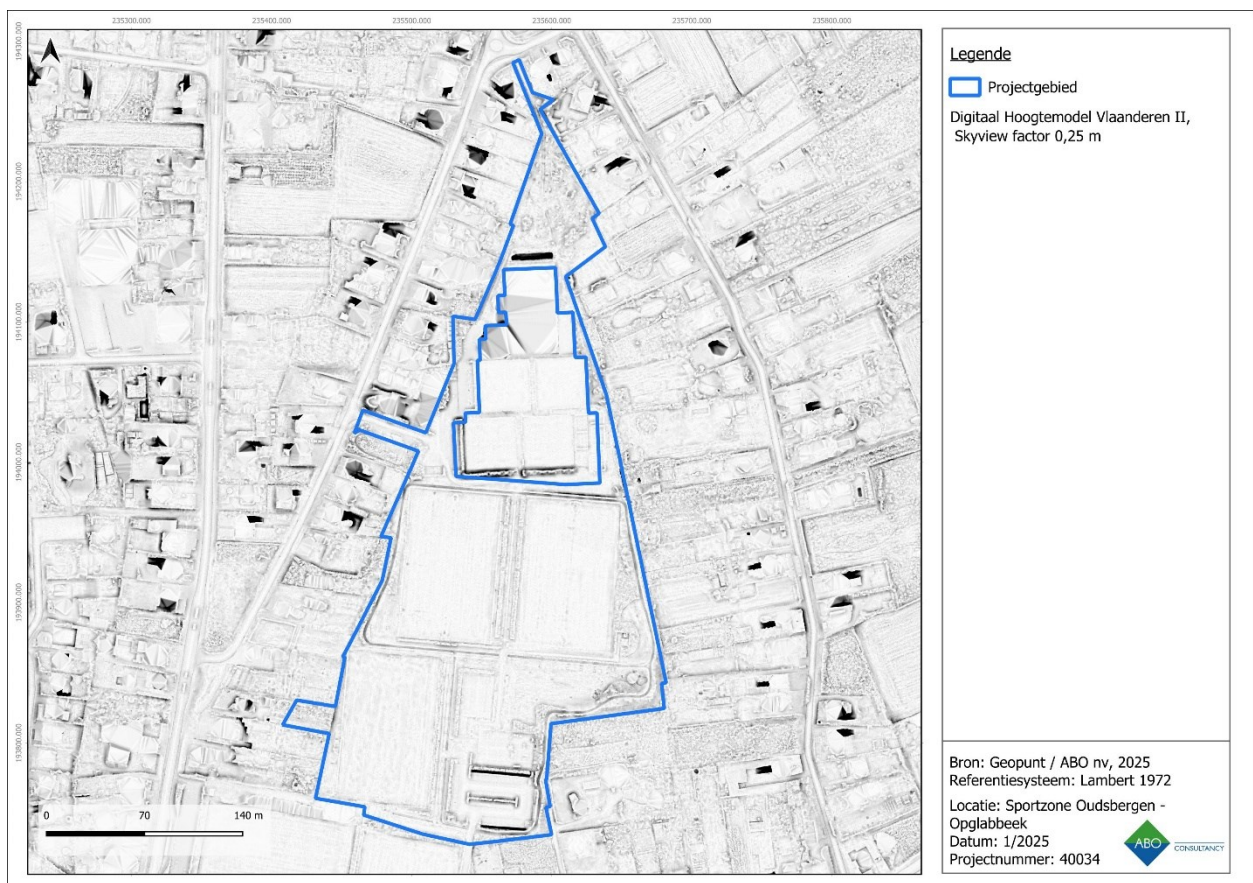 235300.000
235400.000
235500.000
235600.000
235700.000
235800.000
194300.000
194200.000
194100.000
194000.000
193900.000
193800.000
0
70
140 m
Legende
Projectgebied
Digitaal Hoogtemodel Vlaanderen II,
Skyview factor 0,25 m
Bron: Geopunt / ABO nv, 2025
Referentiesysteem: Lambert 1972
Locatie: Sportzone Oudsbergen -
Opglabbeek
Datum: 1/2025
Projectnummer: 40034
ABO
CONSULTANCY